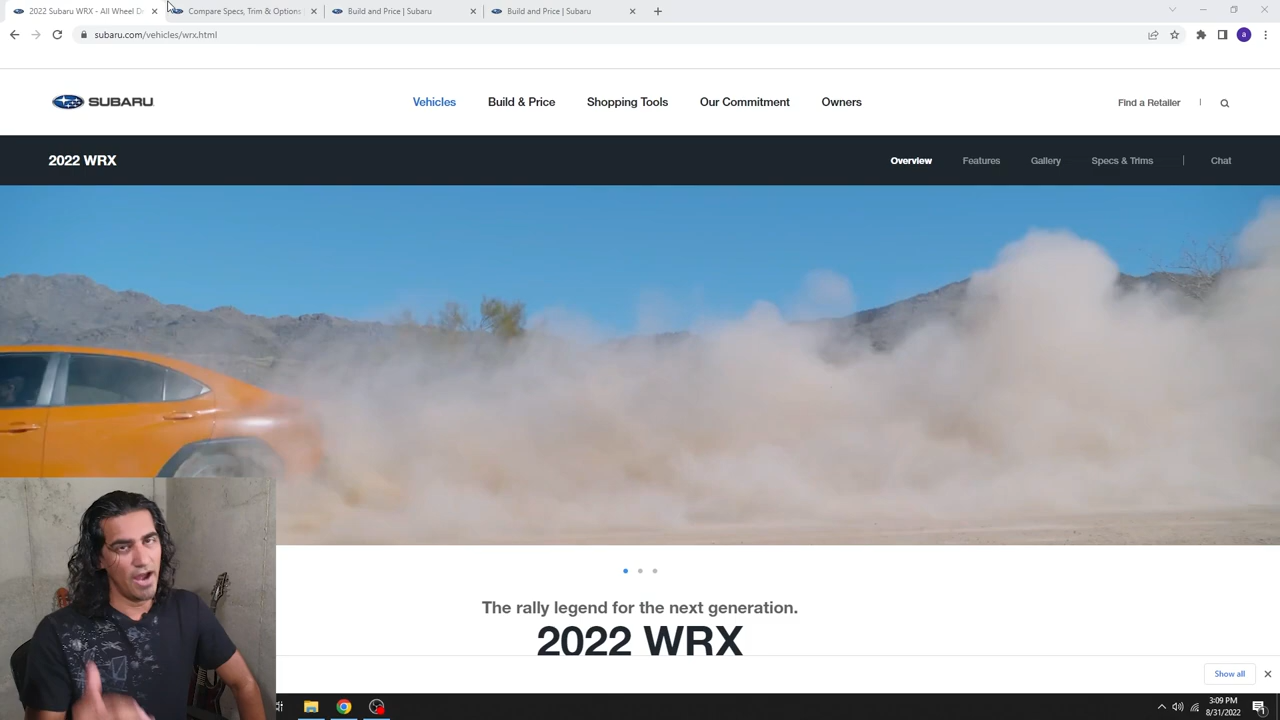 2022 Subaru WRX - All Wheel D
Compare Specs, Trim & Options
Build and Price | Subaru
Build and Price | Subaru
subaru.com/vehicles/wrx.html
a
SUBARU
Vehicles
Build & Price
Shopping Tools
Our Commitment
Owners
Find a Retailer
2022 WRX
Overview
Features
Gallery
Specs & Trims
Chat
The rally legend for the next generation.
2022 WRX
Show all
3:09 PM
8/31/2022
1